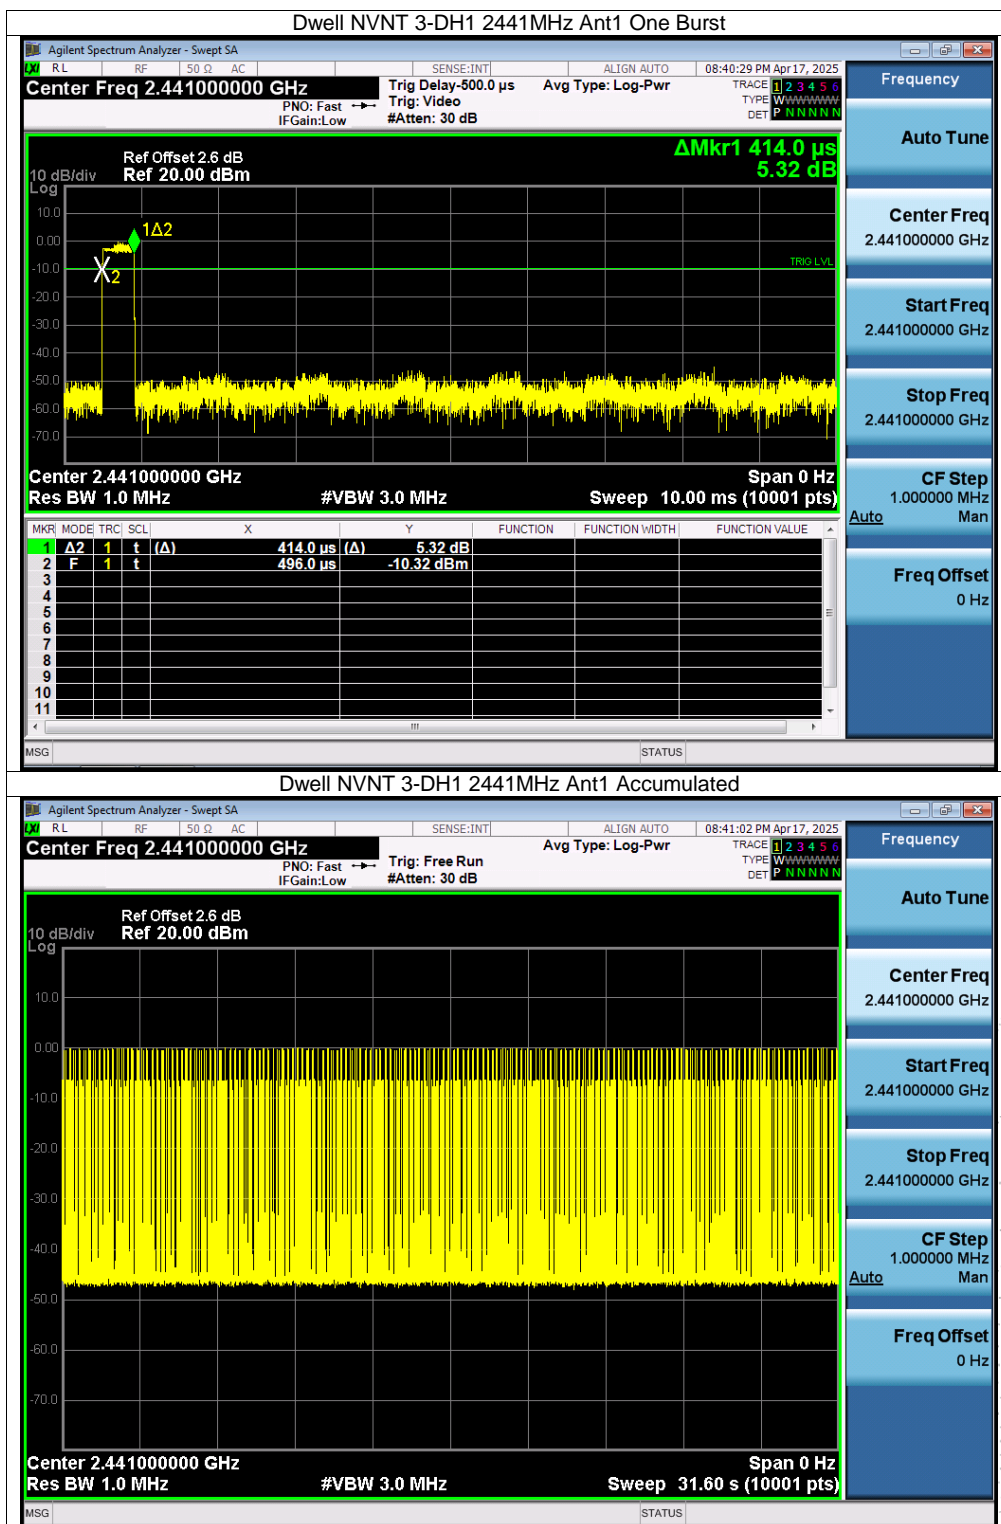 Dwell NVNT 3-DH1 2441MHz Ant1 One Burst
Agilent Spectrum Analyzer - Swept SA
LXI RL RF 50 Ω AC SENSE:INT ALIGN AUTO 08:40:29 PM Apr 17, 2025
Center Freq 2.441000000 GHz
Trig Delay-500.0 µs Avg Type: Log-Pwr TRACE 1 2 3 4 5 6
PNO: Fast Trig: Video TYPE WWWWWWW
IFGain:Low #Atten: 30 dB DET P N N N N N
Ref Offset 2.6 dB
ΔMkr1 414.0 µs
10 dB/div Ref 20.00 dBm
5.32 dB
Log
10.0
1Δ2
0.00
TRIG LVL
-10.0
2
-20.0
-30.0
-40.0
-50.0
-60.0
-70.0
Center 2.441000000 GHz Span 0 Hz
Res BW 1.0 MHz #VBW 3.0 MHz Sweep 10.00 ms (10001 pts)
MKR MODE TRC SCL X Y FUNCTION FUNCTION WIDTH FUNCTION VALUE
1 Δ2 1 t (Δ) 414.0 µs (Δ) 5.32 dB
2 F 1 t 496.0 µs -10.32 dBm
3
4
5
6
7
8
9
10
11
MSG STATUS
Frequency
Auto Tune
Center Freq
2.441000000 GHz
Start Freq
2.441000000 GHz
Stop Freq
2.441000000 GHz
CF Step
1.000000 MHz
Auto Man
Freq Offset
0 Hz
Dwell NVNT 3-DH1 2441MHz Ant1 Accumulated
Agilent Spectrum Analyzer - Swept SA
LXI RL RF 50 Ω AC SENSE:INT ALIGN AUTO 08:41:02 PM Apr 17, 2025
Center Freq 2.441000000 GHz
Avg Type: Log-Pwr TRACE 1 2 3 4 5 6
PNO: Fast Trig: Free Run TYPE WWWWWWW
IFGain:Low #Atten: 30 dB DET P N N N N N
Ref Offset 2.6 dB
10 dB/div Ref 20.00 dBm
Log
10.0
0.00
-10.0
-20.0
-30.0
-40.0
-50.0
-60.0
-70.0
Center 2.441000000 GHz Span 0 Hz
Res BW 1.0 MHz #VBW 3.0 MHz Sweep 31.60 s (10001 pts)
MSG STATUS
Frequency
Auto Tune
Center Freq
2.441000000 GHz
Start Freq
2.441000000 GHz
Stop Freq
2.441000000 GHz
CF Step
1.000000 MHz
Auto Man
Freq Offset
0 Hz